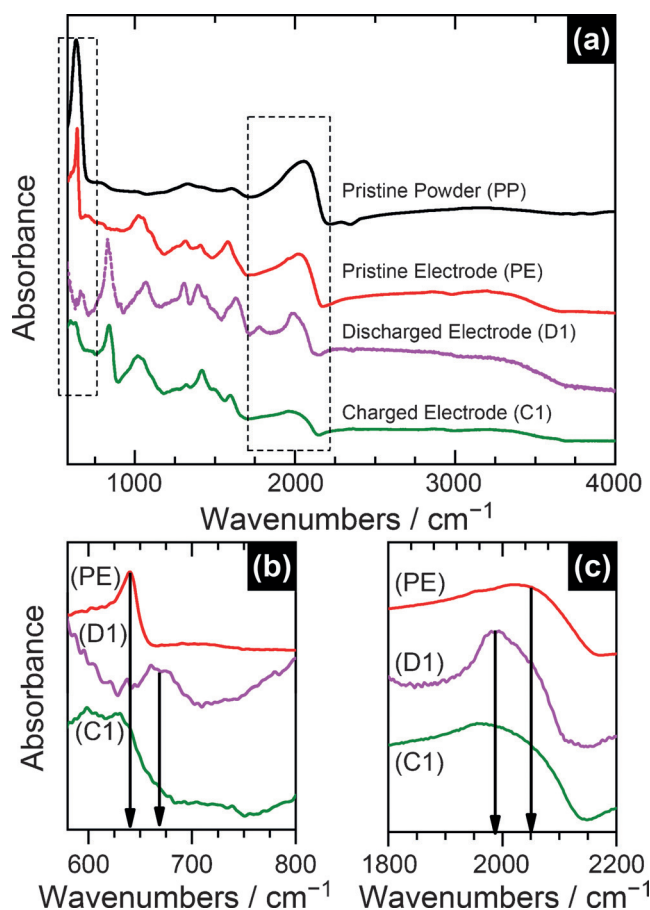 (a)
Absorbance
Pristine Powder (PP)
Pristine Electrode (PE)
Discharged Electrode (D1)
Charged Electrode (C1)
1000 2000 3000 4000
Wavenumbers / cm⁻¹
(b)
(PE)
(D1)
(C1)
Absorbance
600 700 800
Wavenumbers / cm⁻¹
(c)
(PE)
(D1)
(C1)
1800 2000 2200
Wavenumbers / cm⁻¹